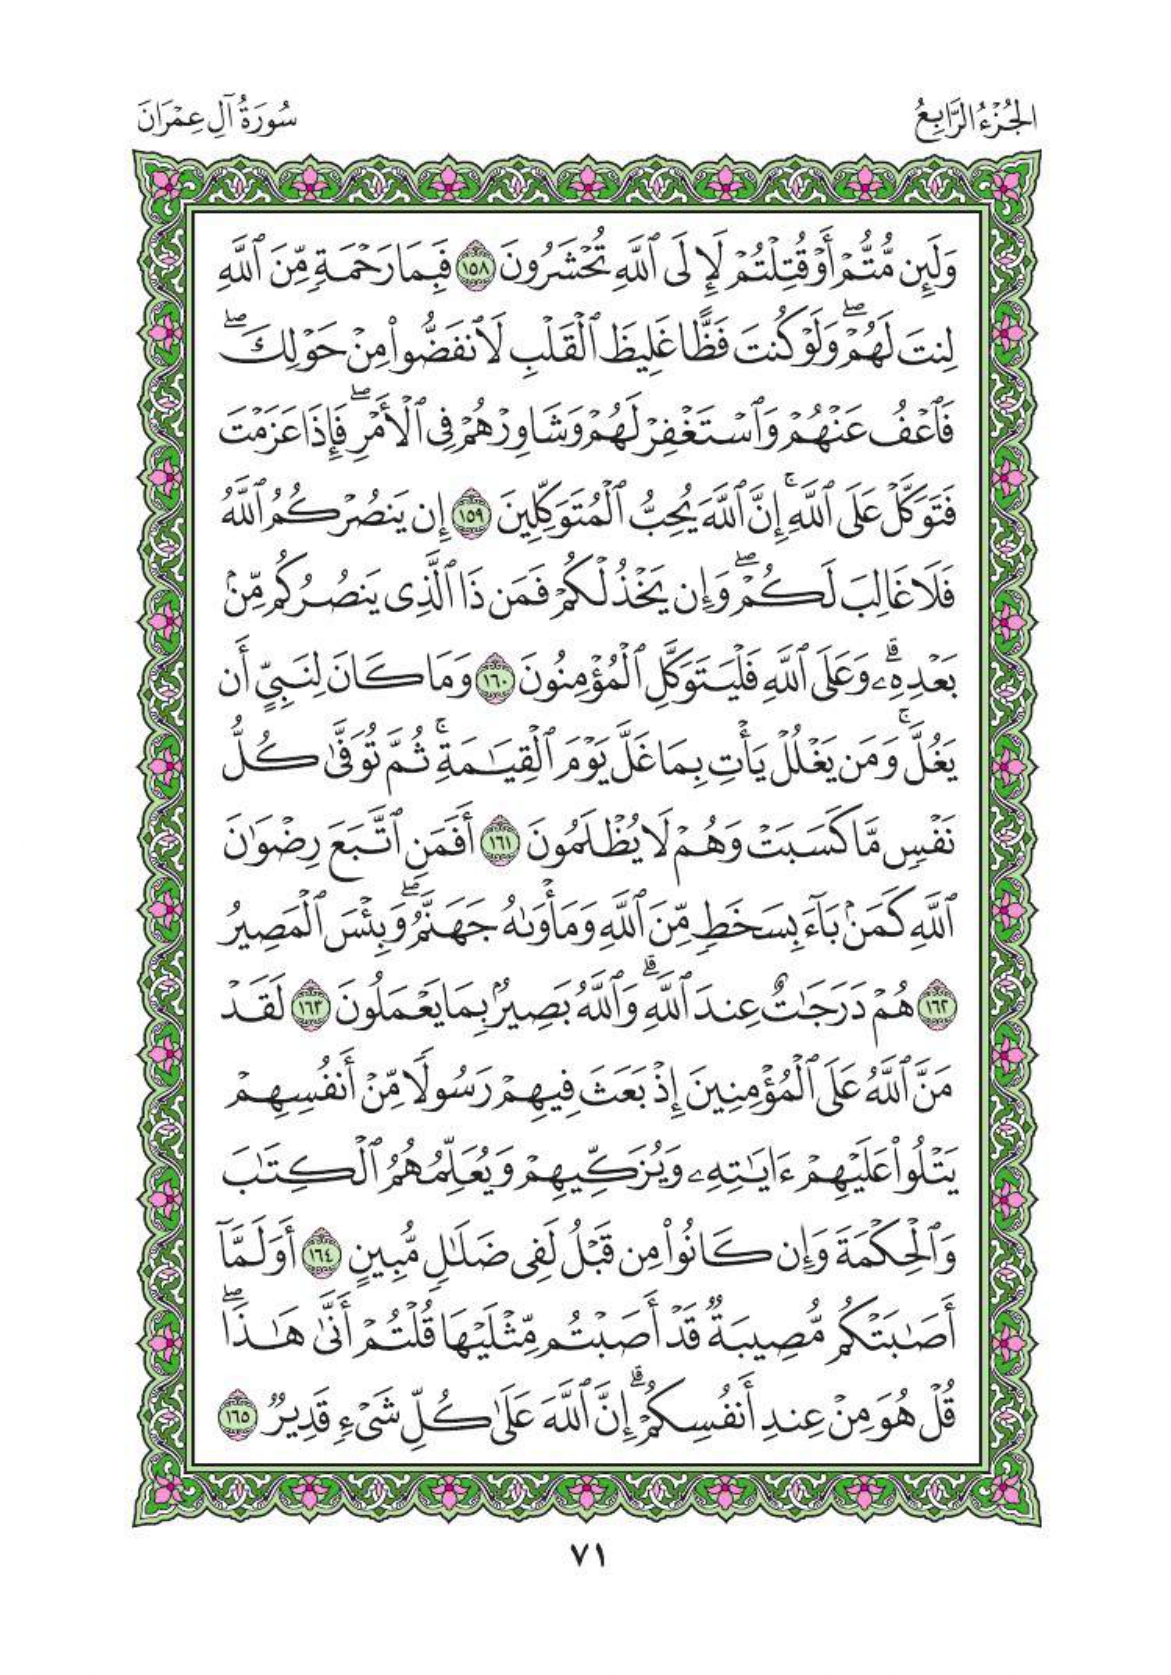 الجُزْءُ الرَّابِعُ
سُورَةُ آلِ عِمْرَانَ
وَلَئِن مُّتُّمْ أَوْ قُتِلْتُمْ لَإِلَى ٱللَّهِ تُحْشَرُونَ ١٥٨ فَبِمَا رَحْمَةٍ مِّنَ ٱللَّهِ
لِنتَ لَهُمْ ۖ وَلَوْ كُنتَ فَظًّا غَلِيظَ ٱلْقَلْبِ لَٱنفَضُّوا۟ مِنْ حَوْلِكَ ۖ
فَٱعْفُ عَنْهُمْ وَٱسْتَغْفِرْ لَهُمْ وَشَاوِرْهُمْ فِى ٱلْأَمْرِ ۖ فَإِذَا عَزَمْتَ
فَتَوَكَّلْ عَلَى ٱللَّهِ ۚ إِنَّ ٱللَّهَ يُحِبُّ ٱلْمُتَوَكِّلِينَ ١٥٩ إِن يَنصُرْكُمُ ٱللَّهُ
فَلَا غَالِبَ لَكُمْ ۖ وَإِن يَخْذُلْكُمْ فَمَن ذَا ٱلَّذِى يَنصُرُكُم مِّنۢ
بَعْدِهِۦ ۗ وَعَلَى ٱللَّهِ فَلْيَتَوَكَّلِ ٱلْمُؤْمِنُونَ ١٦٠ وَمَا كَانَ لِنَبِىٍّ أَن
يَغُلَّ ۚ وَمَن يَغْلُلْ يَأْتِ بِمَا غَلَّ يَوْمَ ٱلْقِيَـٰمَةِ ۚ ثُمَّ تُوَفَّىٰ كُلُّ
نَفْسٍ مَّا كَسَبَتْ وَهُمْ لَا يُظْلَمُونَ ١٦١ أَفَمَنِ ٱتَّبَعَ رِضْوَٰنَ
ٱللَّهِ كَمَنۢ بَآءَ بِسَخَطٍ مِّنَ ٱللَّهِ وَمَأْوَىٰهُ جَهَنَّمُ ۖ وَبِئْسَ ٱلْمَصِيرُ
١٦٢ هُمْ دَرَجَـٰتٌ عِندَ ٱللَّهِ ۗ وَٱللَّهُ بَصِيرٌۢ بِمَا يَعْمَلُونَ ١٦٣ لَقَدْ
مَنَّ ٱللَّهُ عَلَى ٱلْمُؤْمِنِينَ إِذْ بَعَثَ فِيهِمْ رَسُولًا مِّنْ أَنفُسِهِمْ
يَتْلُوا۟ عَلَيْهِمْ ءَايَـٰتِهِۦ وَيُزَكِّيهِمْ وَيُعَلِّمُهُمُ ٱلْكِتَـٰبَ
وَٱلْحِكْمَةَ وَإِن كَانُوا۟ مِن قَبْلُ لَفِى ضَلَـٰلٍ مُّبِينٍ ١٦٤ أَوَلَمَّآ
أَصَـٰبَتْكُم مُّصِيبَةٌ قَدْ أَصَبْتُم مِّثْلَيْهَا قُلْتُمْ أَنَّىٰ هَـٰذَا ۖ
قُلْ هُوَ مِنْ عِندِ أَنفُسِكُمْ ۗ إِنَّ ٱللَّهَ عَلَىٰ كُلِّ شَىْءٍ قَدِيرٌ ١٦٥
٧١